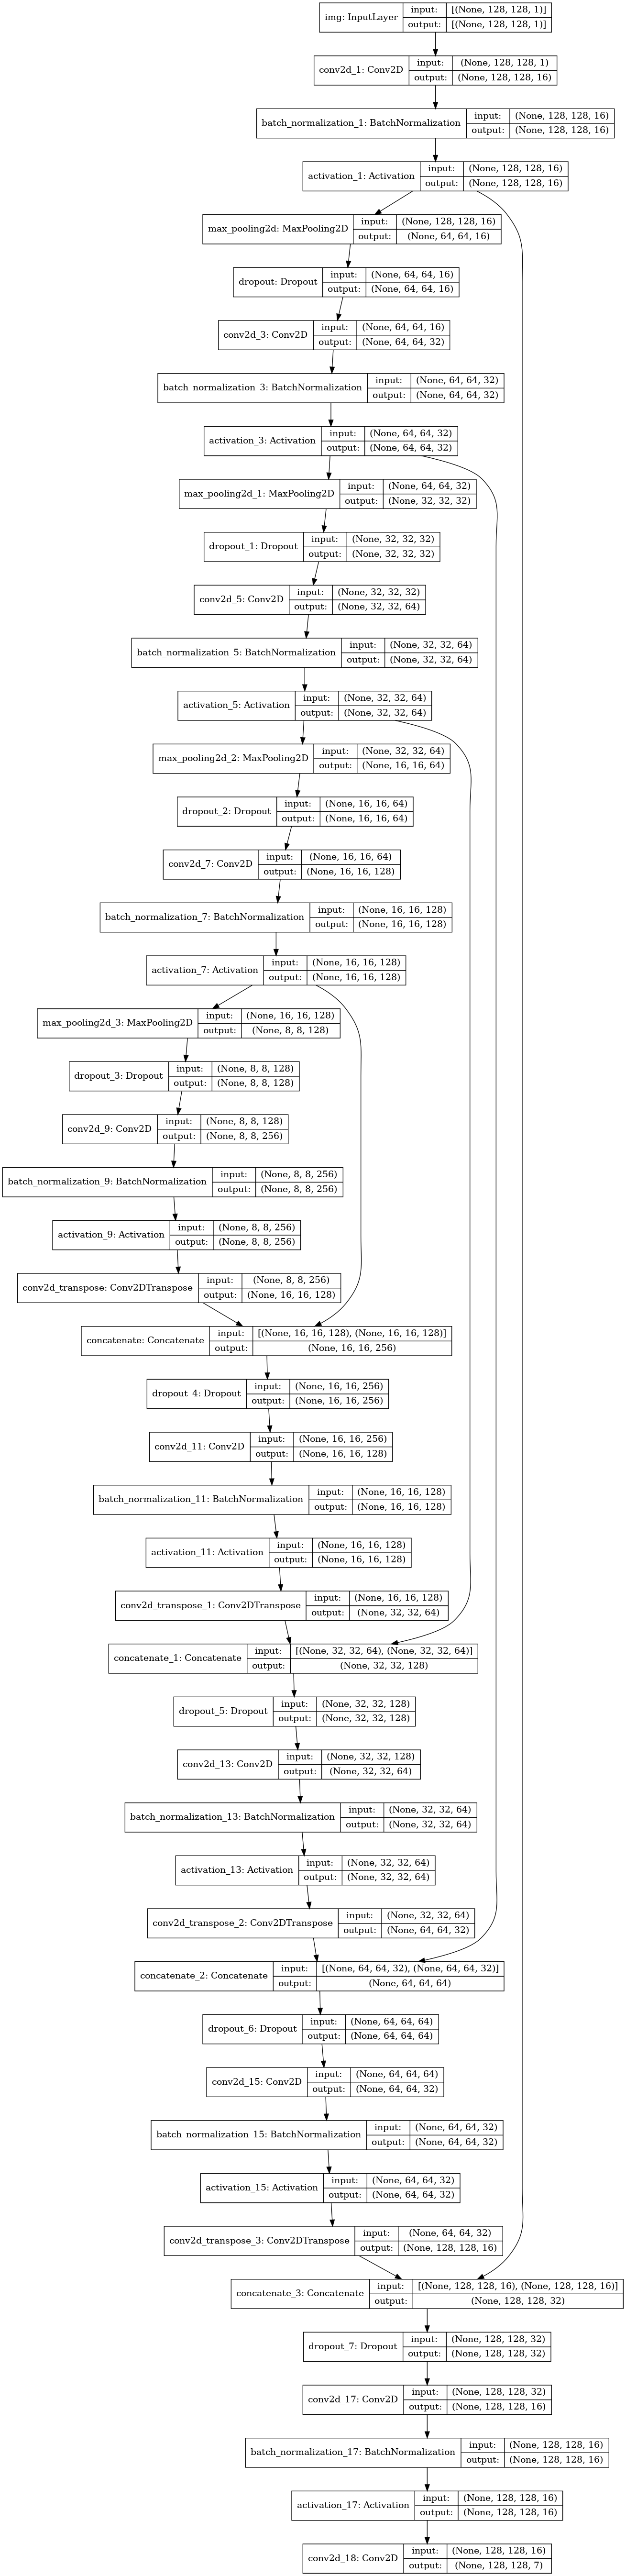 img: InputLayer input: [(None, 128, 128, 1)]
output: [(None, 128, 128, 1)]
conv2d_1: Conv2D input: (None, 128, 128, 1)
output: (None, 128, 128, 16)
batch_normalization_1: BatchNormalization input: (None, 128, 128, 16)
output: (None, 128, 128, 16)
activation_1: Activation input: (None, 128, 128, 16)
output: (None, 128, 128, 16)
max_pooling2d: MaxPooling2D input: (None, 128, 128, 16)
output: (None, 64, 64, 16)
dropout: Dropout input: (None, 64, 64, 16)
output: (None, 64, 64, 16)
conv2d_3: Conv2D input: (None, 64, 64, 16)
output: (None, 64, 64, 32)
batch_normalization_3: BatchNormalization input: (None, 64, 64, 32)
output: (None, 64, 64, 32)
activation_3: Activation input: (None, 64, 64, 32)
output: (None, 64, 64, 32)
max_pooling2d_1: MaxPooling2D input: (None, 64, 64, 32)
output: (None, 32, 32, 32)
dropout_1: Dropout input: (None, 32, 32, 32)
output: (None, 32, 32, 32)
conv2d_5: Conv2D input: (None, 32, 32, 32)
output: (None, 32, 32, 64)
batch_normalization_5: BatchNormalization input: (None, 32, 32, 64)
output: (None, 32, 32, 64)
activation_5: Activation input: (None, 32, 32, 64)
output: (None, 32, 32, 64)
max_pooling2d_2: MaxPooling2D input: (None, 32, 32, 64)
output: (None, 16, 16, 64)
dropout_2: Dropout input: (None, 16, 16, 64)
output: (None, 16, 16, 64)
conv2d_7: Conv2D input: (None, 16, 16, 64)
output: (None, 16, 16, 128)
batch_normalization_7: BatchNormalization input: (None, 16, 16, 128)
output: (None, 16, 16, 128)
activation_7: Activation input: (None, 16, 16, 128)
output: (None, 16, 16, 128)
max_pooling2d_3: MaxPooling2D input: (None, 16, 16, 128)
output: (None, 8, 8, 128)
dropout_3: Dropout input: (None, 8, 8, 128)
output: (None, 8, 8, 128)
conv2d_9: Conv2D input: (None, 8, 8, 128)
output: (None, 8, 8, 256)
batch_normalization_9: BatchNormalization input: (None, 8, 8, 256)
output: (None, 8, 8, 256)
activation_9: Activation input: (None, 8, 8, 256)
output: (None, 8, 8, 256)
conv2d_transpose: Conv2DTranspose input: (None, 8, 8, 256)
output: (None, 16, 16, 128)
concatenate: Concatenate input: [(None, 16, 16, 128), (None, 16, 16, 128)]
output: (None, 16, 16, 256)
dropout_4: Dropout input: (None, 16, 16, 256)
output: (None, 16, 16, 256)
conv2d_11: Conv2D input: (None, 16, 16, 256)
output: (None, 16, 16, 128)
batch_normalization_11: BatchNormalization input: (None, 16, 16, 128)
output: (None, 16, 16, 128)
activation_11: Activation input: (None, 16, 16, 128)
output: (None, 16, 16, 128)
conv2d_transpose_1: Conv2DTranspose input: (None, 16, 16, 128)
output: (None, 32, 32, 64)
concatenate_1: Concatenate input: [(None, 32, 32, 64), (None, 32, 32, 64)]
output: (None, 32, 32, 128)
dropout_5: Dropout input: (None, 32, 32, 128)
output: (None, 32, 32, 128)
conv2d_13: Conv2D input: (None, 32, 32, 128)
output: (None, 32, 32, 64)
batch_normalization_13: BatchNormalization input: (None, 32, 32, 64)
output: (None, 32, 32, 64)
activation_13: Activation input: (None, 32, 32, 64)
output: (None, 32, 32, 64)
conv2d_transpose_2: Conv2DTranspose input: (None, 32, 32, 64)
output: (None, 64, 64, 32)
concatenate_2: Concatenate input: [(None, 64, 64, 32), (None, 64, 64, 32)]
output: (None, 64, 64, 64)
dropout_6: Dropout input: (None, 64, 64, 64)
output: (None, 64, 64, 64)
conv2d_15: Conv2D input: (None, 64, 64, 64)
output: (None, 64, 64, 32)
batch_normalization_15: BatchNormalization input: (None, 64, 64, 32)
output: (None, 64, 64, 32)
activation_15: Activation input: (None, 64, 64, 32)
output: (None, 64, 64, 32)
conv2d_transpose_3: Conv2DTranspose input: (None, 64, 64, 32)
output: (None, 128, 128, 16)
concatenate_3: Concatenate input: [(None, 128, 128, 16), (None, 128, 128, 16)]
output: (None, 128, 128, 32)
dropout_7: Dropout input: (None, 128, 128, 32)
output: (None, 128, 128, 32)
conv2d_17: Conv2D input: (None, 128, 128, 32)
output: (None, 128, 128, 16)
batch_normalization_17: BatchNormalization input: (None, 128, 128, 16)
output: (None, 128, 128, 16)
activation_17: Activation input: (None, 128, 128, 16)
output: (None, 128, 128, 16)
conv2d_18: Conv2D input: (None, 128, 128, 16)
output: (None, 128, 128, 7)